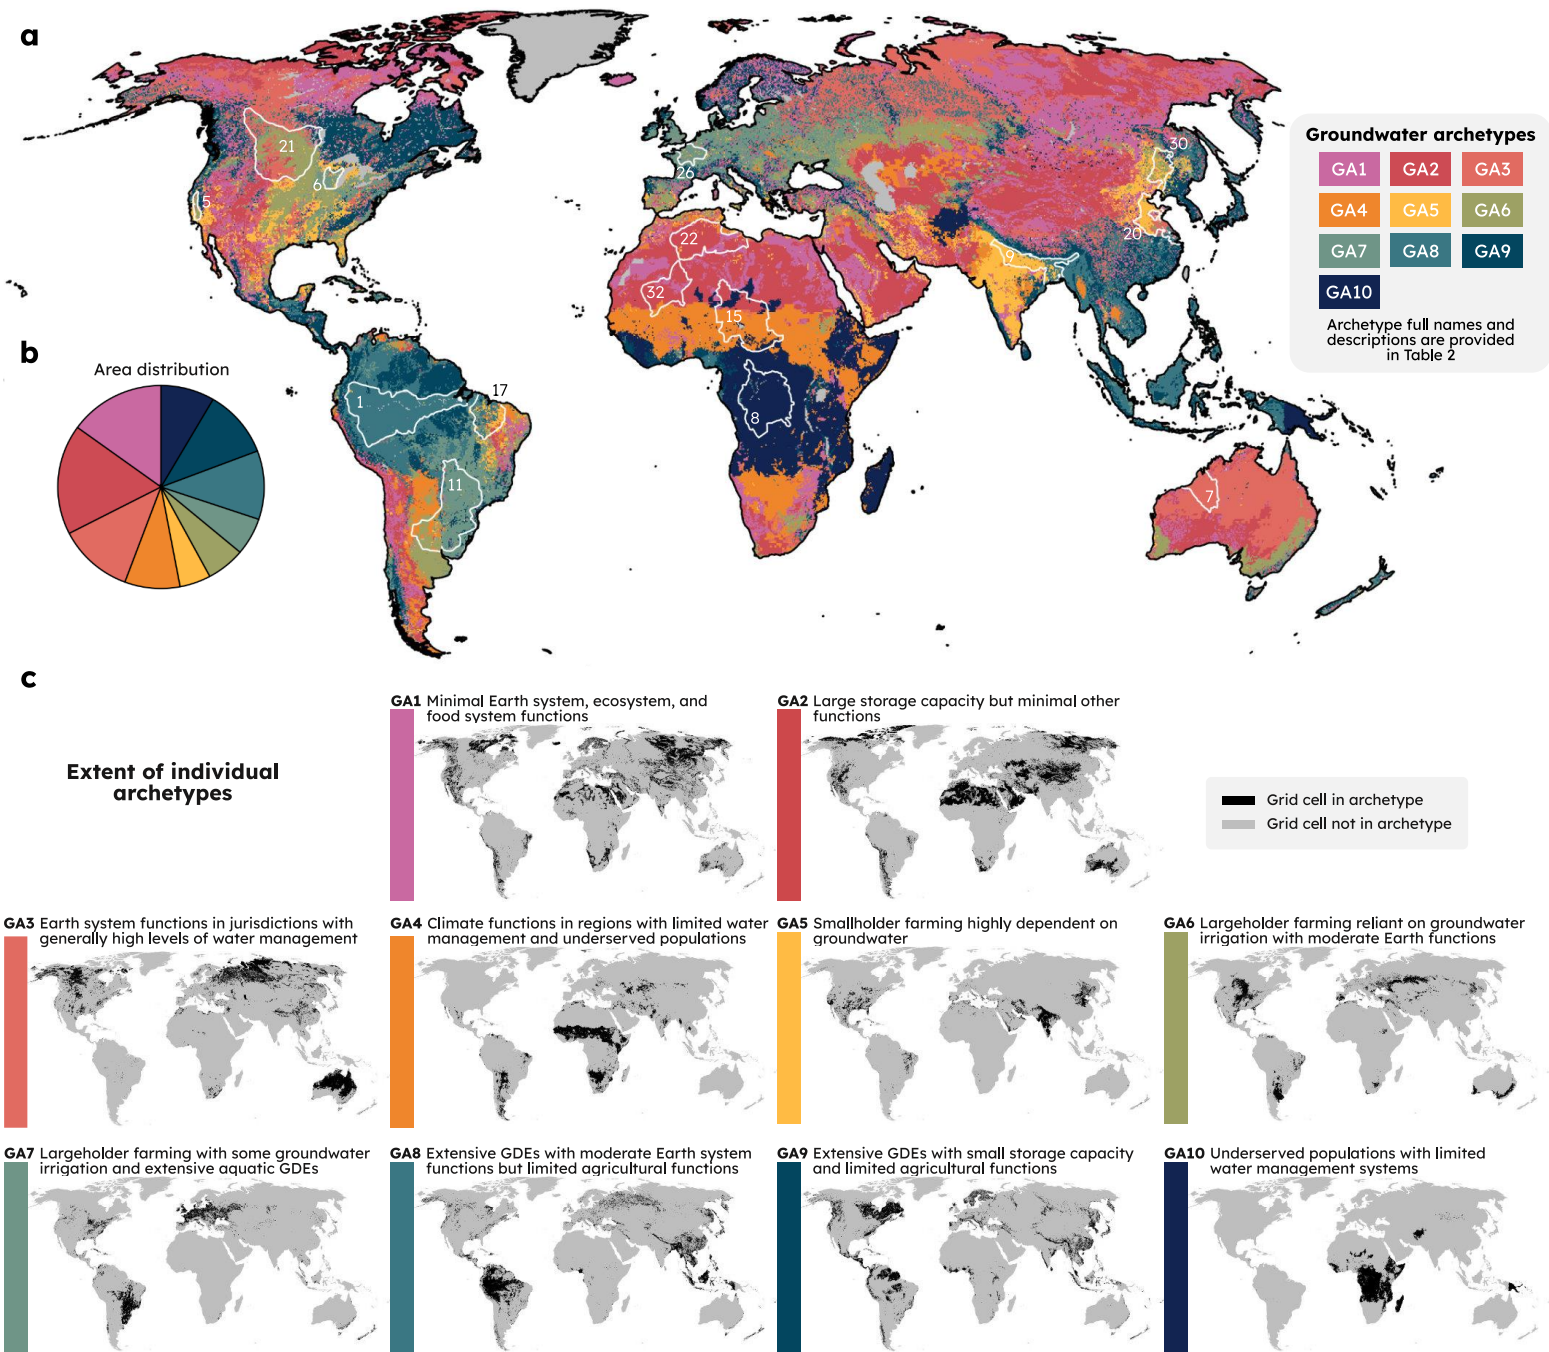 a
Groundwater archetypes
GA1 GA2 GA3
GA4 GA5 GA6
GA7 GA8 GA9
GA10
Archetype full names and
descriptions are provided
in Table 2
21
6
5
26
30
20
9
22
32
15
8
17
1
11
7
b
Area distribution
c
Extent of individual
archetypes
GA1 Minimal Earth system, ecosystem, and
food system functions
GA2 Large storage capacity but minimal other
functions
Grid cell in archetype
Grid cell not in archetype
GA3 Earth system functions in jurisdictions with
generally high levels of water management
GA4 Climate functions in regions with limited water
management and underserved populations
GA5 Smallholder farming highly dependent on
groundwater
GA6 Largeholder farming reliant on groundwater
irrigation with moderate Earth functions
GA7 Largeholder farming with some groundwater
irrigation and extensive aquatic GDEs
GA8 Extensive GDEs with moderate Earth system
functions but limited agricultural functions
GA9 Extensive GDEs with small storage capacity
and limited agricultural functions
GA10 Underserved populations with limited
water management systems